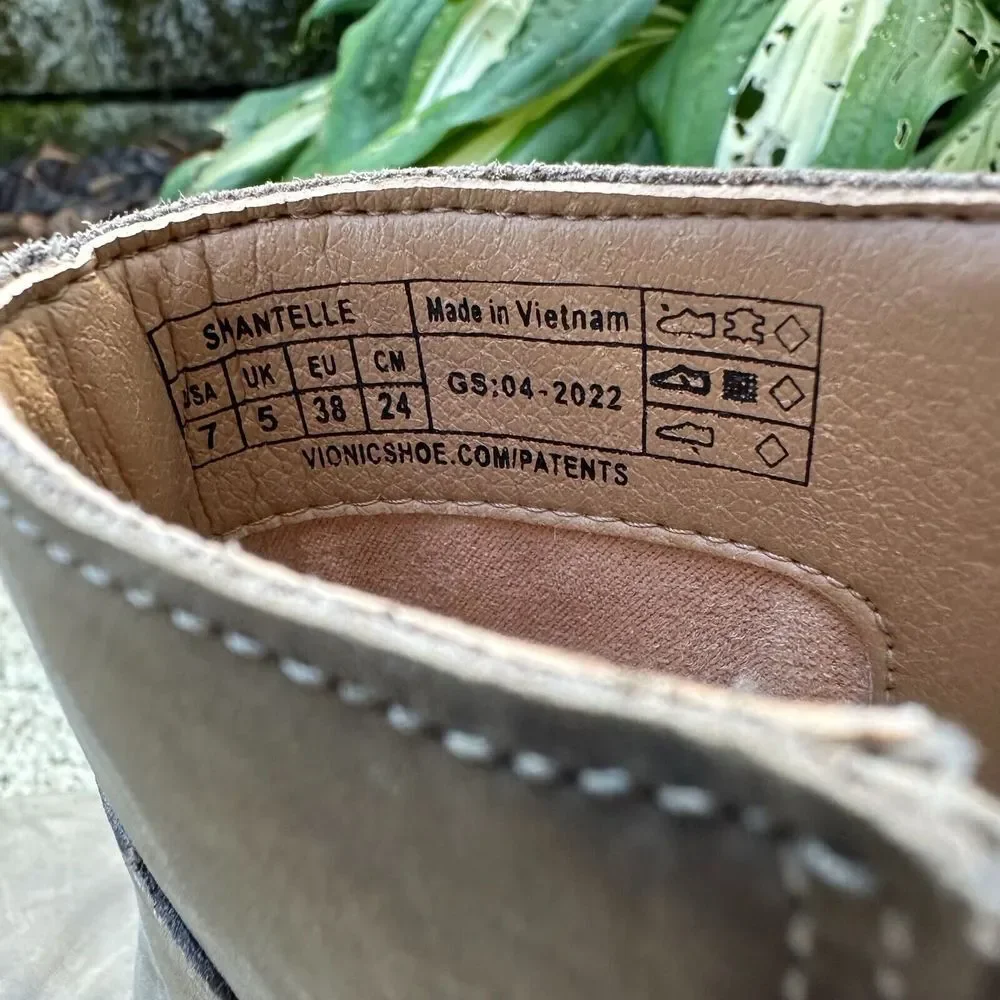 SHANTELLE
Made in Vietnam
USA UK EU CM
7 5 38 24
GS:04-2022
VIONICSHOE.COM/PATENTS